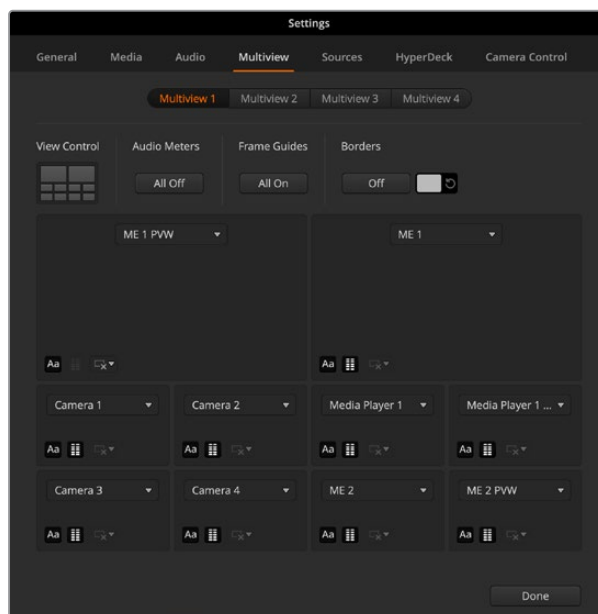 Settings
General Media Audio Multiview Sources HyperDeck Camera Control
Multiview 1 Multiview 2 Multiview 3 Multiview 4
View Control Audio Meters Frame Guides Borders
All Off All On Off
ME 1 PVW ME 1
Aa Aa
Camera 1 Camera 2 Media Player 1 Media Player 1 ...
Aa Aa Aa Aa
Camera 3 Camera 4 ME 2 ME 2 PVW
Aa Aa Aa Aa
Done